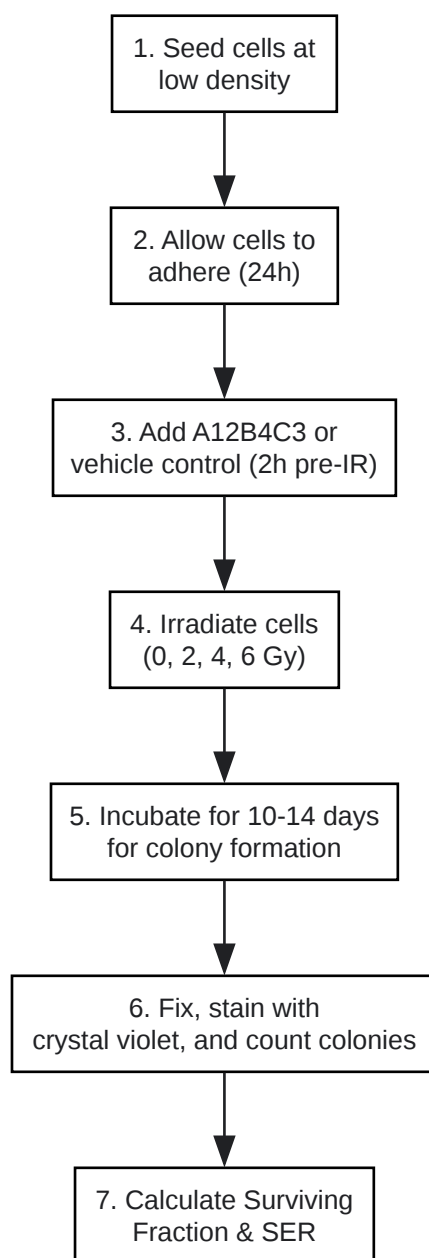 1. Seed cells at
low density
2. Allow cells to
adhere (24h)
3. Add A12B4C3 or
vehicle control (2h pre-IR)
4. Irradiate cells
(0, 2, 4, 6 Gy)
5. Incubate for 10-14 days
for colony formation
6. Fix, stain with
crystal violet, and count colonies
7. Calculate Surviving
Fraction & SER